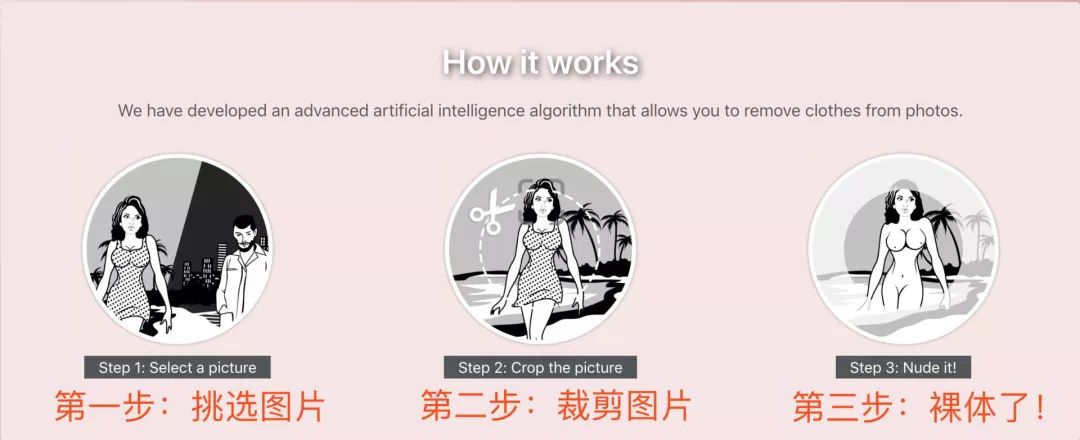 How it works
We have developed an advanced artificial intelligence algorithm that allows you to remove clothes from photos.
Step 1: Select a picture
Step 2: Crop the picture
Step 3: Nude it!
第一步：挑选图片
第二步：裁剪图片
第三步：裸体了！